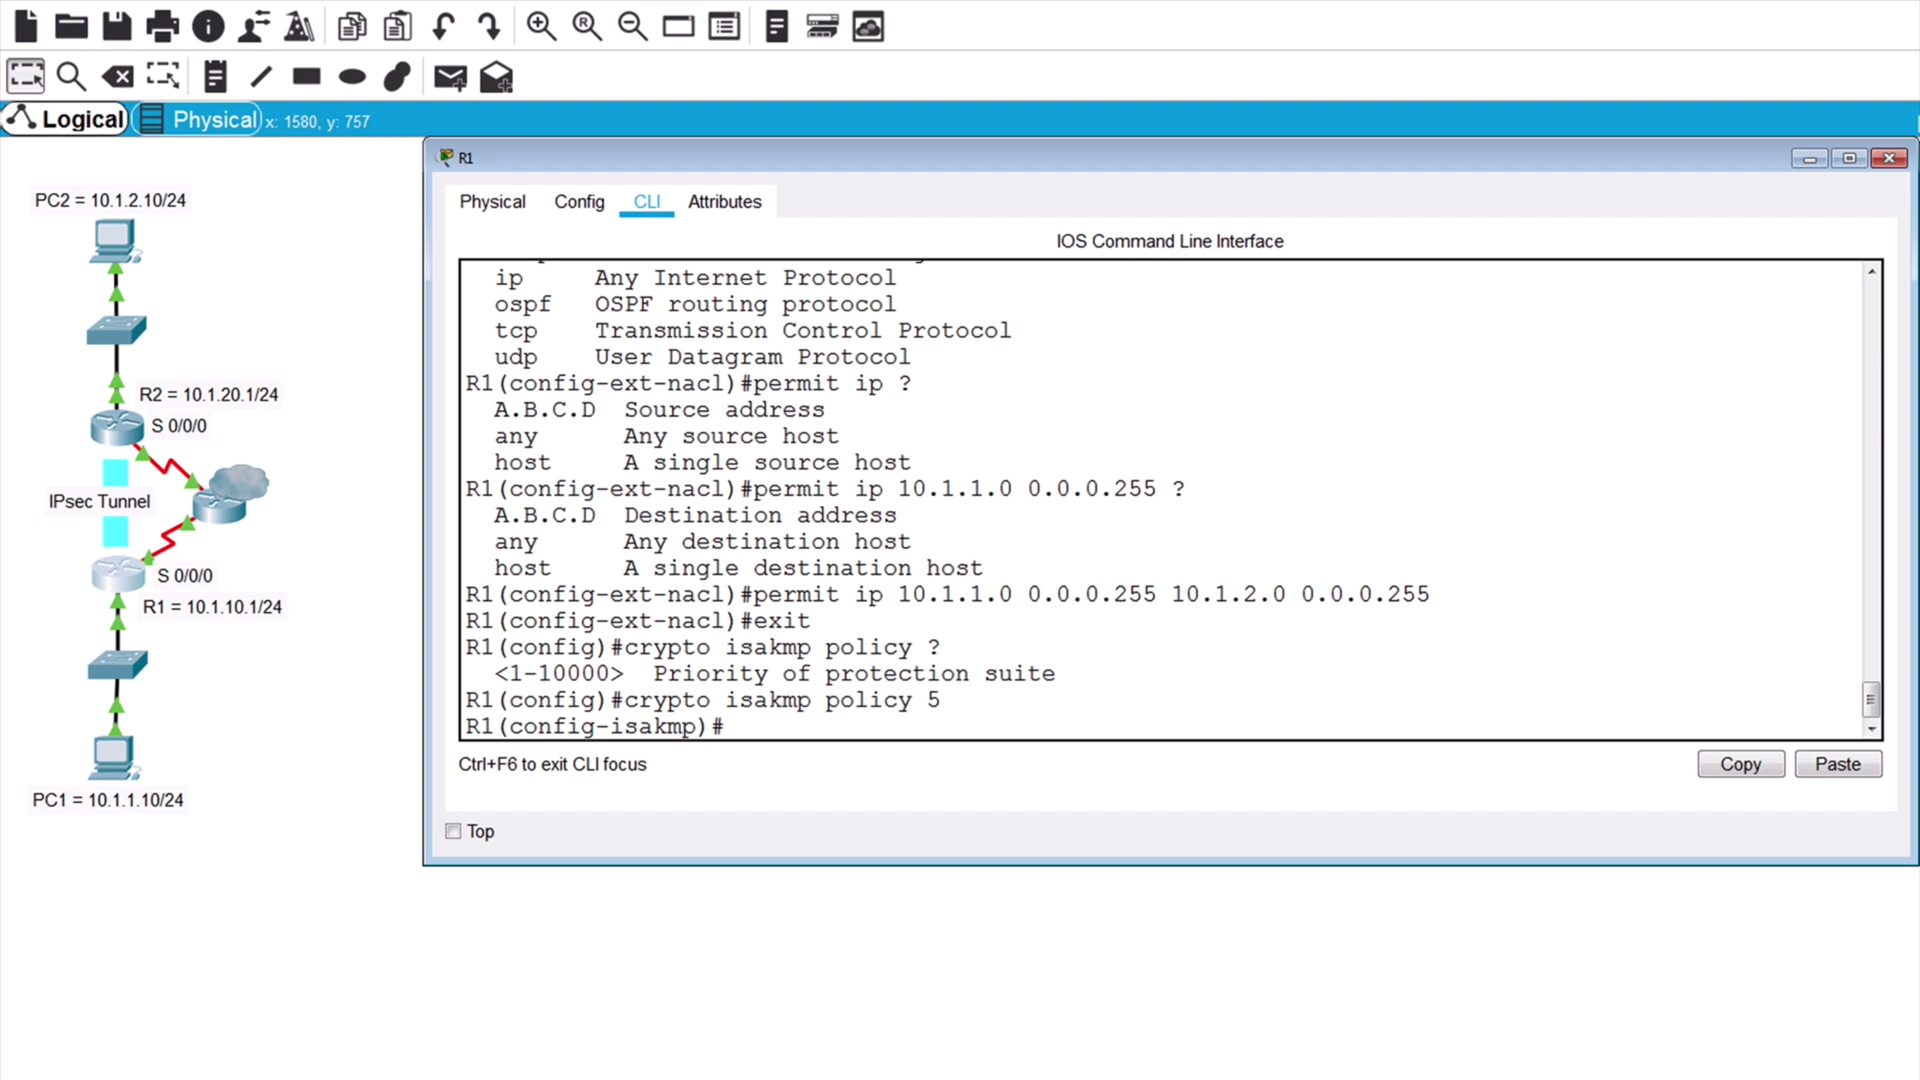 Logical
Physical x: 1580, y: 757
PC2 = 10.1.2.10/24
R2 = 10.1.20.1/24
S 0/0/0
IPsec Tunnel
S 0/0/0
R1 = 10.1.10.1/24
PC1 = 10.1.1.10/24
R1
Physical Config CLI Attributes
IOS Command Line Interface
ip Any Internet Protocol
ospf OSPF routing protocol
tcp Transmission Control Protocol
udp User Datagram Protocol
R1(config-ext-nacl)#permit ip ?
A.B.C.D Source address
any Any source host
host A single source host
R1(config-ext-nacl)#permit ip 10.1.1.0 0.0.0.255 ?
A.B.C.D Destination address
any Any destination host
host A single destination host
R1(config-ext-nacl)#permit ip 10.1.1.0 0.0.0.255 10.1.2.0 0.0.0.255
R1(config-ext-nacl)#exit
R1(config)#crypto isakmp policy ?
<1-10000> Priority of protection suite
R1(config)#crypto isakmp policy 5
R1(config-isakmp)#
Ctrl+F6 to exit CLI focus
Copy Paste
Top